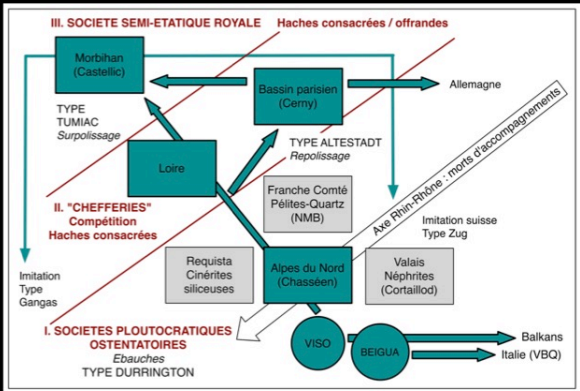 III. SOCIETE SEMI-ETATIQUE ROYALE
Haches consacrées / offrandes
Morbihan
(Castellic)
Bassin parisien
(Cerny)
Allemagne
TYPE
TUMIAC
Surpolissage
TYPE ALTESTADT
Repolissage
Loire
Axe Rhin-Rhône : morts d'accompagnements
II. "CHEFFERIES"
Compétition
Haches consacrées
Franche Comté
Pélites-Quartz
(NMB)
Imitation suisse
Type Zug
Imitation
Type
Gangas
Requista
Cinérites
siliceuses
Alpes du Nord
(Chasséen)
Valais
Néphrites
(Cortaillod)
I. SOCIETES PLOUTOCRATIQUES
OSTENTATOIRES
Ebauches
TYPE DURRINGTON
VISO
BEIGUA
Balkans
Italie (VBQ)